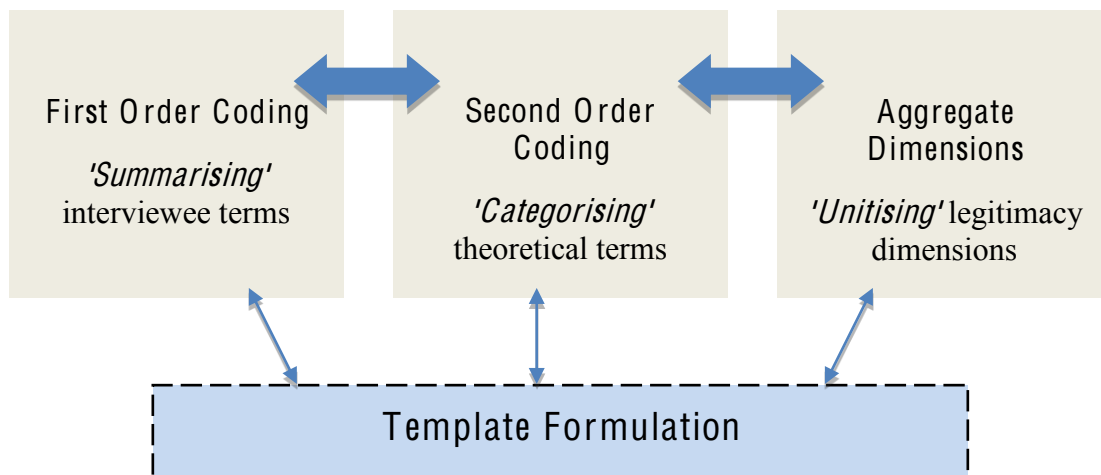 First Order Coding
'Summarising'
interviewee terms
Second Order
Coding
'Categorising'
theoretical terms
Aggregate
Dimensions
'Unitising' legitimacy
dimensions
Template Formulation